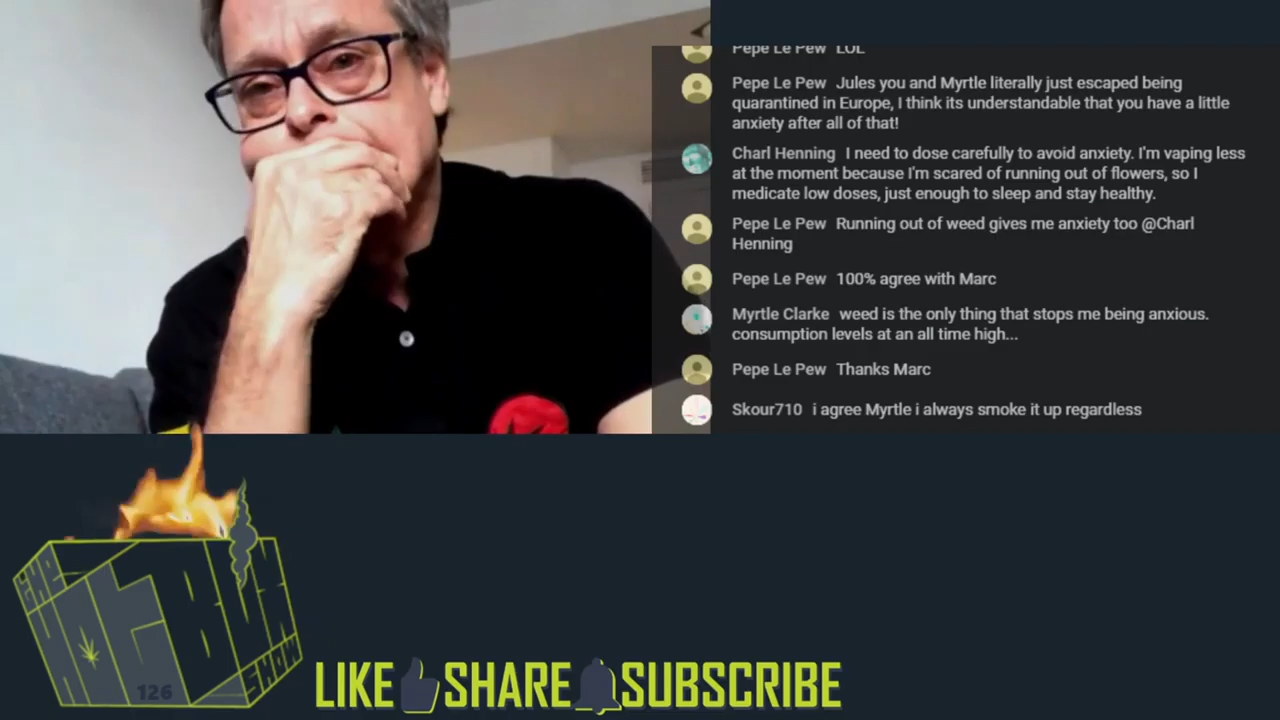 Pepe Le Pew LOL
Pepe Le Pew Jules you and Myrtle literally just escaped being
quarantined in Europe, I think its understandable that you have a little
anxiety after all of that!
Charl Henning I need to dose carefully to avoid anxiety. I'm vaping less
at the moment because I'm scared of running out of flowers, so I
medicate low doses, just enough to sleep and stay healthy.
Pepe Le Pew Running out of weed gives me anxiety too @Charl
Henning
Pepe Le Pew 100% agree with Marc
Myrtle Clarke weed is the only thing that stops me being anxious.
consumption levels at an all time high...
Pepe Le Pew Thanks Marc
Skour710 i agree Myrtle i always smoke it up regardless
THE
HOT BOX
SHOW
126
LIKE SHARE SUBSCRIBE